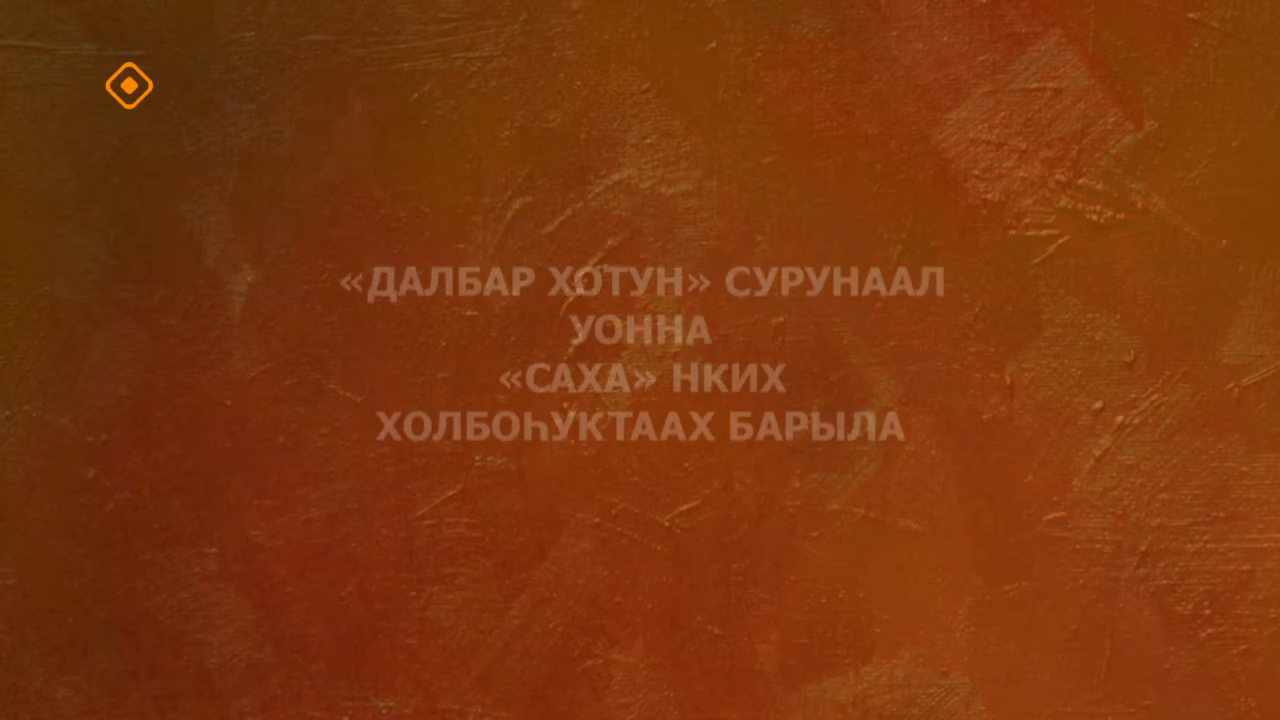 «ДАЛБАР ХОТУН» СУРУНААЛ
УОННА
«САХА» НКИХ
ХОЛБОҺУКТААХ БАРЫЛА